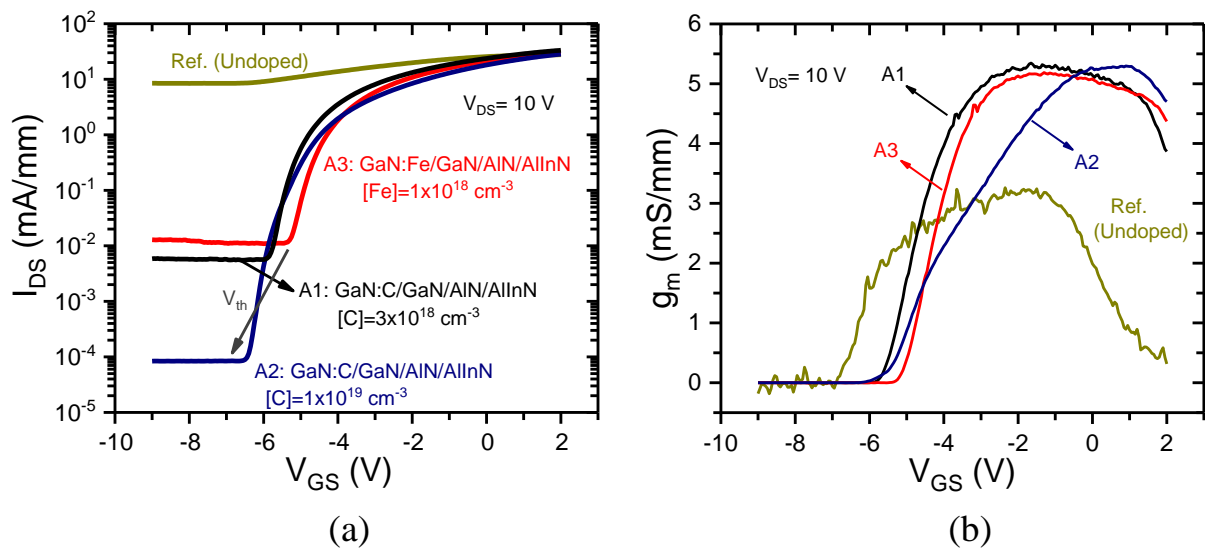 10²
10¹
10⁰
10⁻¹
10⁻²
10⁻³
10⁻⁴
10⁻⁵
I_DS (mA/mm)
Ref. (Undoped)
V_DS= 10 V
A3: GaN:Fe/GaN/AlN/AlInN
[Fe]=1x10¹⁸ cm⁻³
V_th
A1: GaN:C/GaN/AlN/AlInN
[C]=3x10¹⁸ cm⁻³
A2: GaN:C/GaN/AlN/AlInN
[C]=1x10¹⁹ cm⁻³
-10 -8 -6 -4 -2 0 2
V_GS (V)
(a)
6
5
4
3
2
1
0
g_m (mS/mm)
V_DS= 10 V
A1
A3
A2
Ref.
(Undoped)
-10 -8 -6 -4 -2 0 2
V_GS (V)
(b)